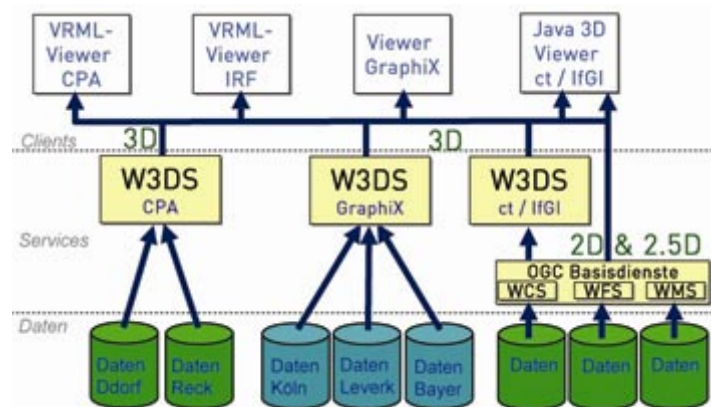 VRML-
Viewer
CPA
VRML-
Viewer
IRF
Viewer
GraphiX
Java 3D
Viewer
ct / IfGI
Clients
3D
3D
W3DS
CPA
W3DS
GraphiX
W3DS
ct / IfGI
Services
2D & 2.5D
OGC Basisdienste
WCS WFS WMS
Daten
Daten
Ddorf
Daten
Reck
Daten
Köln
Daten
Leverk
Daten
Bayer
Daten
Daten
Daten